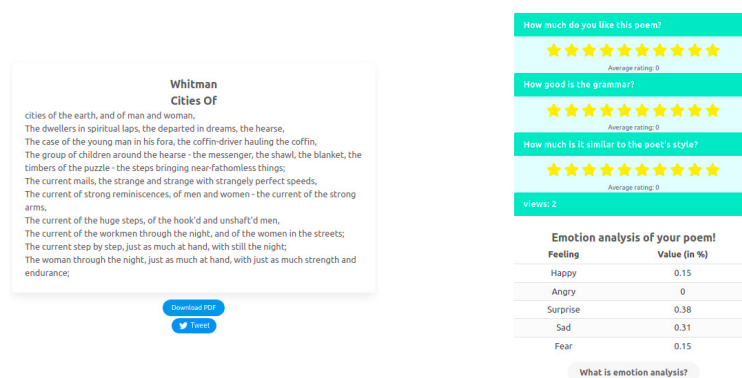 Whitman
Cities Of
cities of the earth, and of man and woman,
The dwellers in spiritual laps, the departed in dreams, the hearse,
The case of the young man in his fora, the coffin-driver hauling the coffin,
The group of children around the hearse - the messenger, the shawl, the blanket, the
timbers of the puzzle - the steps bringing near-fathomless things;
The current mails, the strange and strange with strangely perfect speeds,
The current of strong reminiscences, of men and women - the current of the strong
arms,
The current of the huge steps, of the hook'd and unshaft'd men,
The current of the workmen through the night, and of the women in the streets;
The current step by step, just as much at hand, with still the night;
The woman through the night, just as much at hand, with just as much strength and
endurance;
Download PDF
Tweet
How much do you like this poem?
Average rating: 0
How good is the grammar?
Average rating: 0
How much is it similar to the poet's style?
Average rating: 0
views: 2
Emotion analysis of your poem!
Feeling Value (in %)
Happy 0.15
Angry 0
Surprise 0.38
Sad 0.31
Fear 0.15
What is emotion analysis?